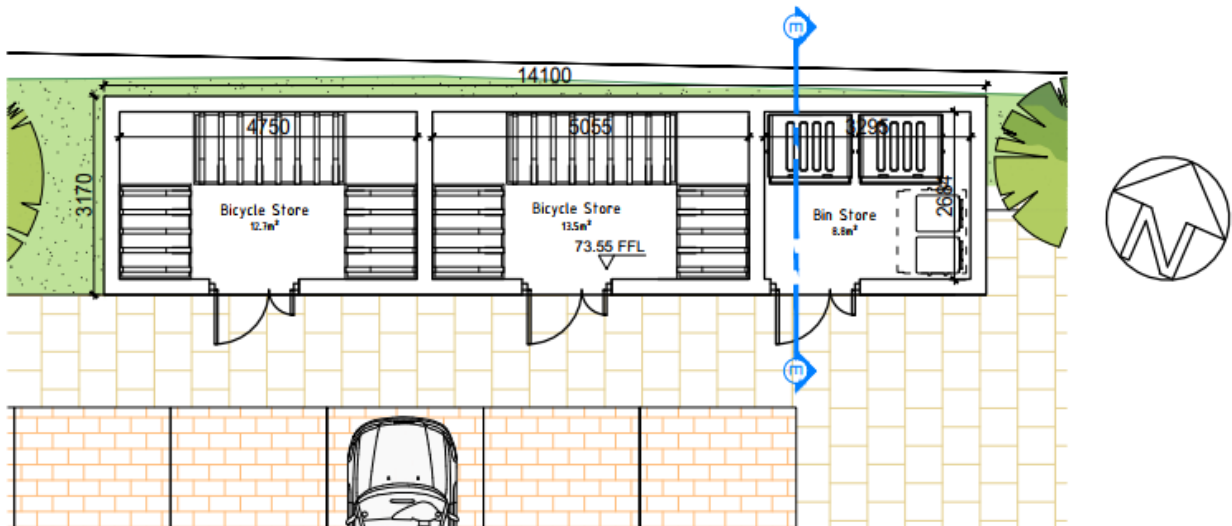 E
14100
4750
5055
3295
3170
2684
Bicycle Store
12.7m²
Bicycle Store
13.5m²
Bin Store
8.8m²
73.55 FFL
E
N